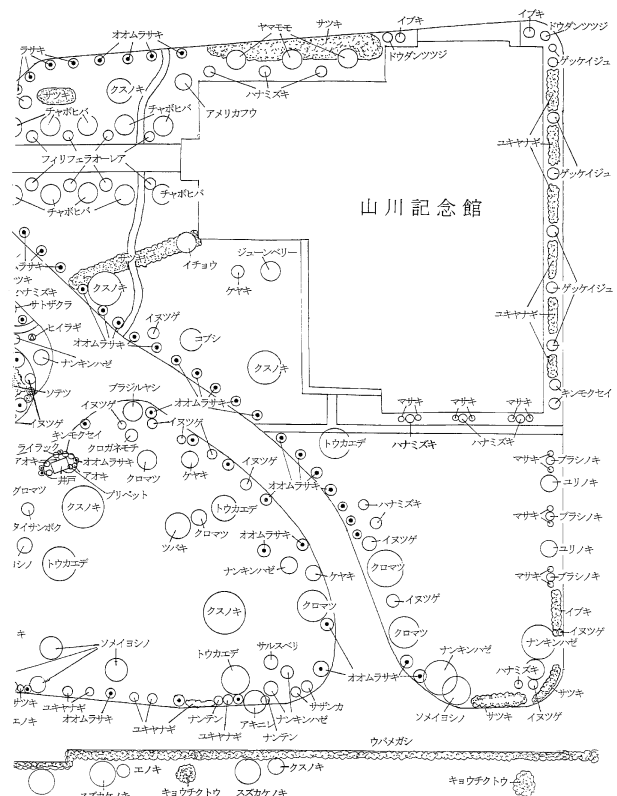 イブキ
イブキ
ヤマモモ
サツキ
オオムラサキ
ドウダンツツジ
ラサキ
ドウダンツツジ
ゲッケイジュ
クスノキ
サツキ
ハナミズキ
アメリカフウ
チャボヒバ
チャボヒバ
ユキヤナギ
フィリフェラオーレア
ゲッケイジュ
チャボヒバ
チャボヒバ
山川記念館
ラサキ
イチョウ
ジューンベリー
ツキ
クスノキ
ケヤキ
ゲッケイジュ
ハナミズキ
サトザクラ
ユキヤナギ
イヌツゲ
ヒイラギ
オオムラサキ
コブシ
ナンキンハゼ
クスノキ
ソテツ
ブラジルヤシ
キンモクセイ
イヌツゲ
オオムラサキ
マサキ
マサキ
マサキ
イヌツゲ
イヌツゲ
キンモクセイ
ライラック
クロガネモチ
トウカエデ
ハナミズキ
ハナミズキ
アオキ
オオムラサキ
アオキ
井戸
クロマツ
ケヤキ
イヌツゲ
マサキ
ブラシノキ
プリペット
オオムラサキ
ユリノキ
グロマツ
クスノキ
トウカエデ
ハナミズキ
タイサンボク
クロマツ
マサキ
ブラシノキ
ツバキ
オオムラサキ
イヌツゲ
シノ
トウカエデ
ユリノキ
ナンキンハゼ
ケヤキ
クロマツ
マサキ
ブラシノキ
クスノキ
クロマツ
イヌツゲ
イブキ
キ
クロマツ
イヌツゲ
ソメイヨシノ
サルスベリ
ナンキンハゼ
ナンキンハゼ
トウカエデ
オオムラサキ
ハナミズキ
サツキ
サツキ
ユキヤナギ
サザンカ
エノキ
オオムラサキ
ナンテン
ナンキンハゼ
ソメイヨシノ
サツキ
イヌツゲ
ユキヤナギ
ユキヤナギ
アキニレ
ナンテン
ウバメガシ
エノキ
クスノキ
スズカケノキ
キョウチクトウ
スズカケノキ
キョウチクトウ